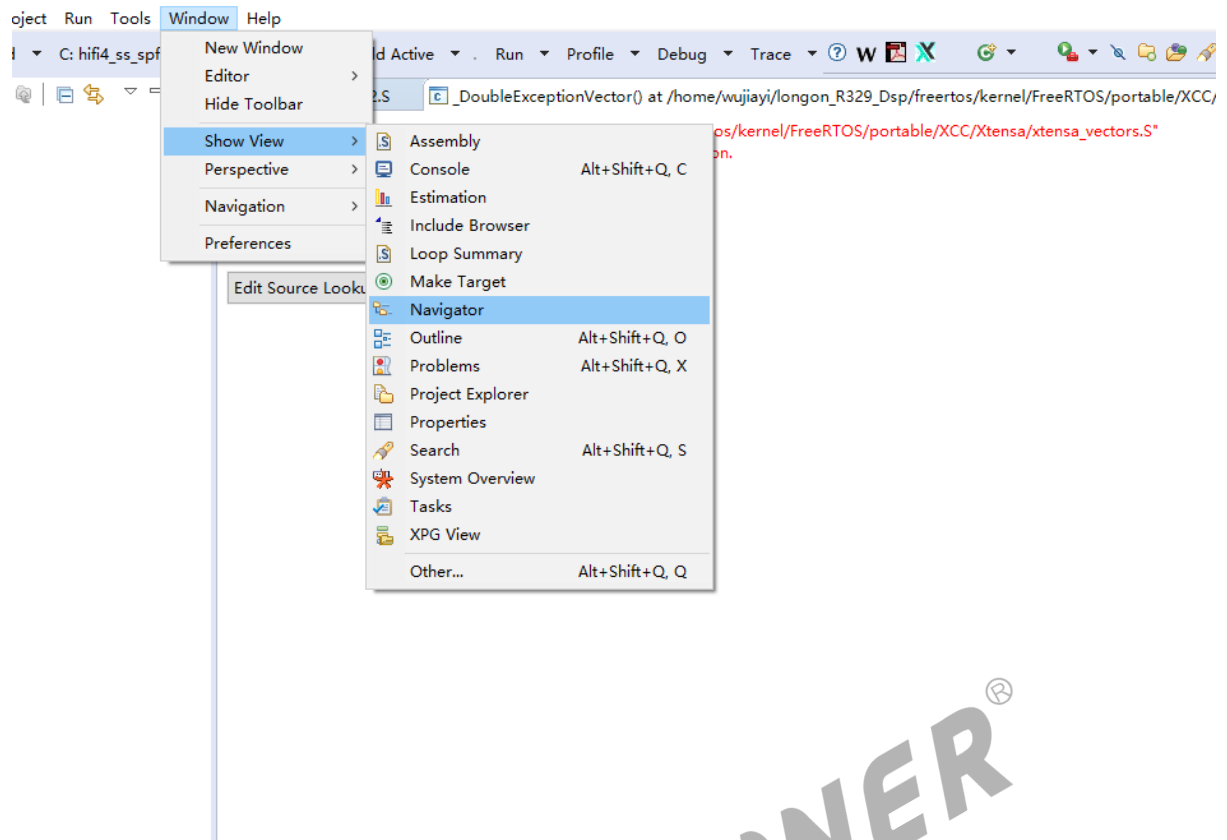 oject Run Tools Window Help
C: hifi4_ss_spf ld Active . Run Profile Debug Trace
New Window
Editor
Hide Toolbar
Show View
Perspective
Navigation
Preferences
2.S _DoubleExceptionVector() at /home/wujiayi/longon_R329_Dsp/freertos/kernel/FreeRTOS/portable/XCC/
os/kernel/FreeRTOS/portable/XCC/Xtensa/xtensa_vectors.S"
on.
Edit Source Looku
Assembly
Console Alt+Shift+Q, C
Estimation
Include Browser
Loop Summary
Make Target
Navigator
Outline Alt+Shift+Q, O
Problems Alt+Shift+Q, X
Project Explorer
Properties
Search Alt+Shift+Q, S
System Overview
Tasks
XPG View
Other... Alt+Shift+Q, Q
NER®